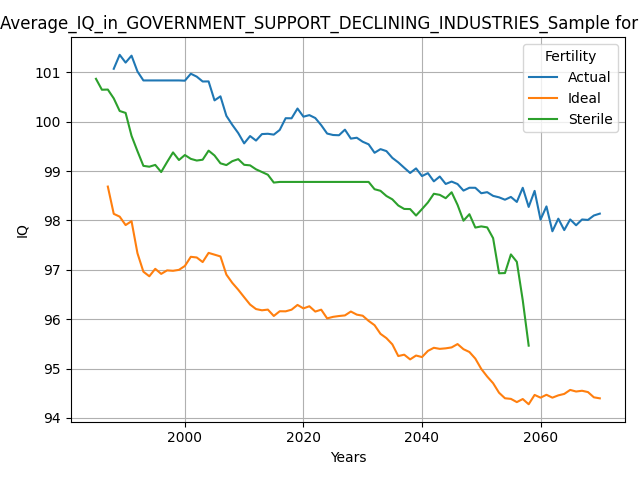 Average_IQ_in_GOVERNMENT_SUPPORT_DECLINING_INDUSTRIES_Sample for
Fertility
Actual
Ideal
Sterile
101
100
99
98
97
96
95
94
IQ
2000
2020
2040
2060
Years